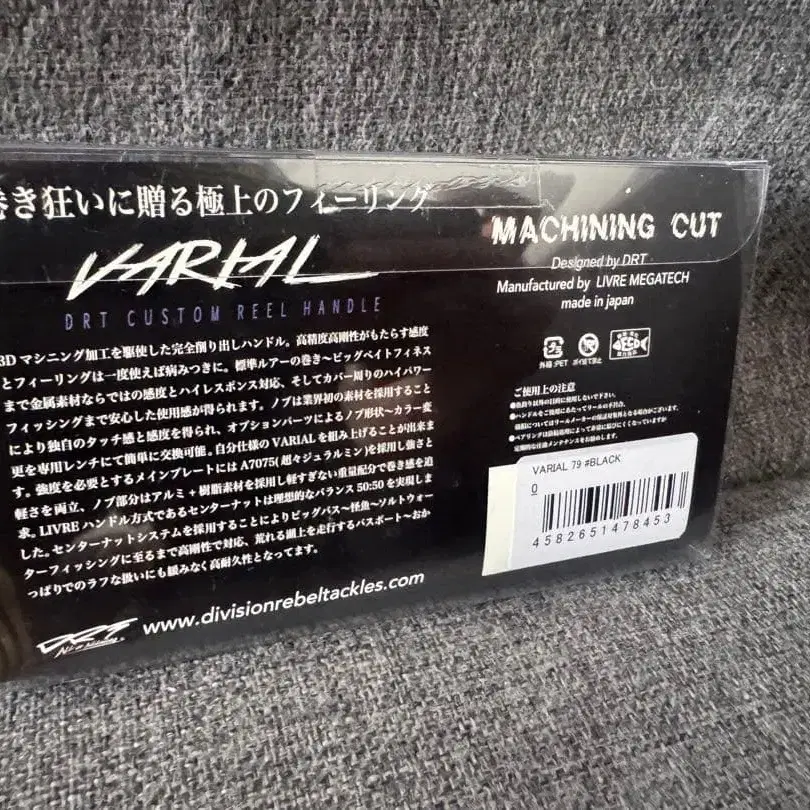 巻き狂いに贈る極上のフィーリング
VARIAL
DRT CUSTOM REEL HANDLE
3Dマシニング加工を駆使した完全削り出しハンドル。高精度高剛性がもたらす感度
とフィーリングは一度使えば病みつきに。標準ルアーの巻き〜ビッグベイトフィネス
まで金属素材ならではの感度とハイレスポンス対応、そしてカバー周りのハイパワー
フィッシングまで安心した使用感が得られます。ノブは業界初の素材を採用すること
により独自のタッチ感と感度を得られ、オプションパーツによるノブ形状〜カラー変
更を専用レンチにて簡単に交換可能。自分仕様のVARIALを組み上げることが出来ま
す。強度を必要とするメインプレートにはA7075(超々ジュラルミン)を採用し強さと
軽さを両立、ノブ部分はアルミ+樹脂素材を採用し軽すぎない重量配分で巻き感を追
求。LIVREハンドル方式であるセンターナットは理想的なバランス50:50を実現しま
した。センターナットシステムを採用することによりビッグバス〜怪魚〜ソルトウォー
ターフィッシングに至るまで高剛性で対応、荒れる湖上を走行するバスボート〜おか
っぱりでのラフな扱いにも緩みなく高耐久性となってます。
DRT
www.divisionrebeltackles.com
MACHINING CUT
Designed by DRT
Manufactured by LIVRE MEGATECH
made in japan
外箱:PET
ポイ捨て禁止
ご使用上の注意
VARIAL 79 #BLACK
0
4582651478453